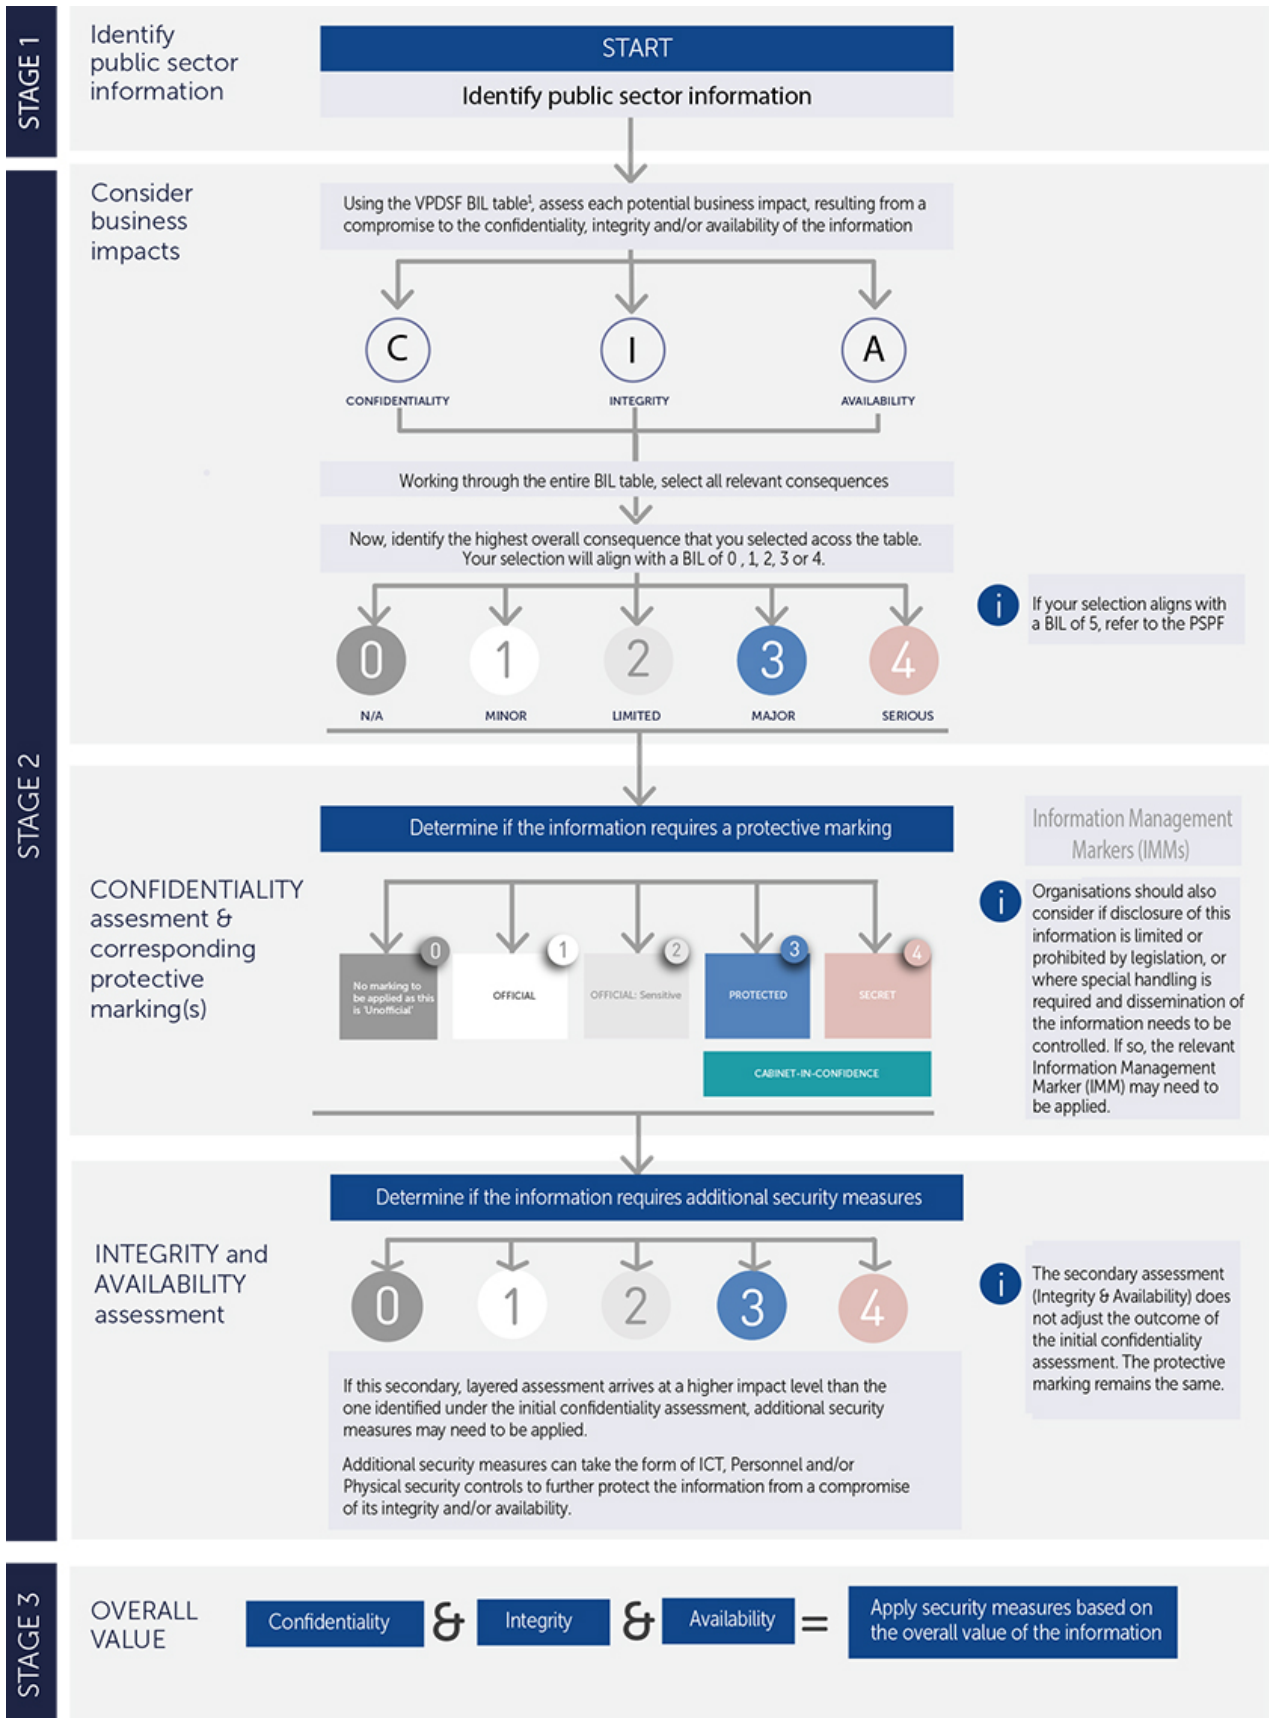 STAGE 1
Identify
public sector
information
START
Identify public sector information
STAGE 2
Consider
business
impacts
Using the VPDSF BIL table1, assess each potential business impact, resulting from a
compromise to the confidentiality, integrity and/or availability of the information
C
I
A
CONFIDENTIALITY
INTEGRITY
AVAILABILITY
Working through the entire BIL table, select all relevant consequences
Now, identify the highest overall consequence that you selected acoss the table.
Your selection will align with a BIL of 0 , 1, 2, 3 or 4.
i
If your selection aligns with
a BIL of 5, refer to the PSPF
0
1
2
3
4
N/A
MINOR
LIMITED
MAJOR
SERIOUS
Determine if the information requires a protective marking
CONFIDENTIALITY
assesment &
corresponding
protective
marking(s)
0
1
2
3
4
No marking to
be applied as this
is 'Unofficial'
OFFICIAL
OFFICIAL: Sensitive
PROTECTED
SECRET
CABINET-IN-CONFIDENCE
Information Management
Markers (IMMs)
i
Organisations should also
consider if disclosure of this
information is limited or
prohibited by legislation, or
where special handling is
required and dissemination of
the information needs to be
controlled. If so, the relevant
Information Management
Marker (IMM) may need to
be applied.
Determine if the information requires additional security measures
INTEGRITY and
AVAILABILITY
assessment
0
1
2
3
4
If this secondary, layered assessment arrives at a higher impact level than the
one identified under the initial confidentiality assessment, additional security
measures may need to be applied.
Additional security measures can take the form of ICT, Personnel and/or
Physical security controls to further protect the information from a compromise
of its integrity and/or availability.
i
The secondary assessment
(Integrity & Availability) does
not adjust the outcome of
the initial confidentiality
assessment. The protective
marking remains the same.
STAGE 3
OVERALL
VALUE
Confidentiality
&
Integrity
&
Availability
=
Apply security measures based on
the overall value of the information